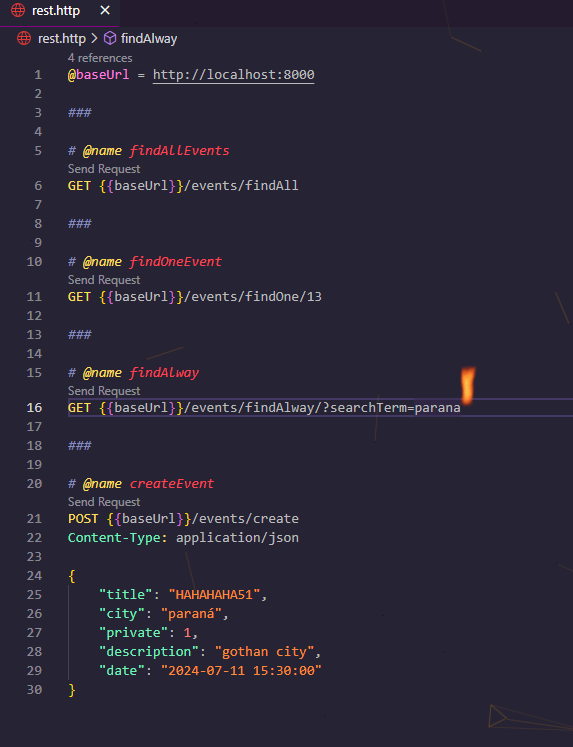 rest.http
rest.http > findAlway
4 references
1 @baseUrl = http://localhost:8000
2
3 ###
4
5 # @name findAllEvents
Send Request
6 GET {{baseUrl}}/events/findAll
7
8 ###
9
10 # @name findOneEvent
Send Request
11 GET {{baseUrl}}/events/findOne/13
12
13 ###
14
15 # @name findAlway
Send Request
16 GET {{baseUrl}}/events/findAlway/?searchTerm=parana
17
18 ###
19
20 # @name createEvent
Send Request
21 POST {{baseUrl}}/events/create
22 Content-Type: application/json
23
24 {
25 "title": "HAHAHAHA51",
26 "city": "paraná",
27 "private": 1,
28 "description": "gothan city",
29 "date": "2024-07-11 15:30:00"
30 }